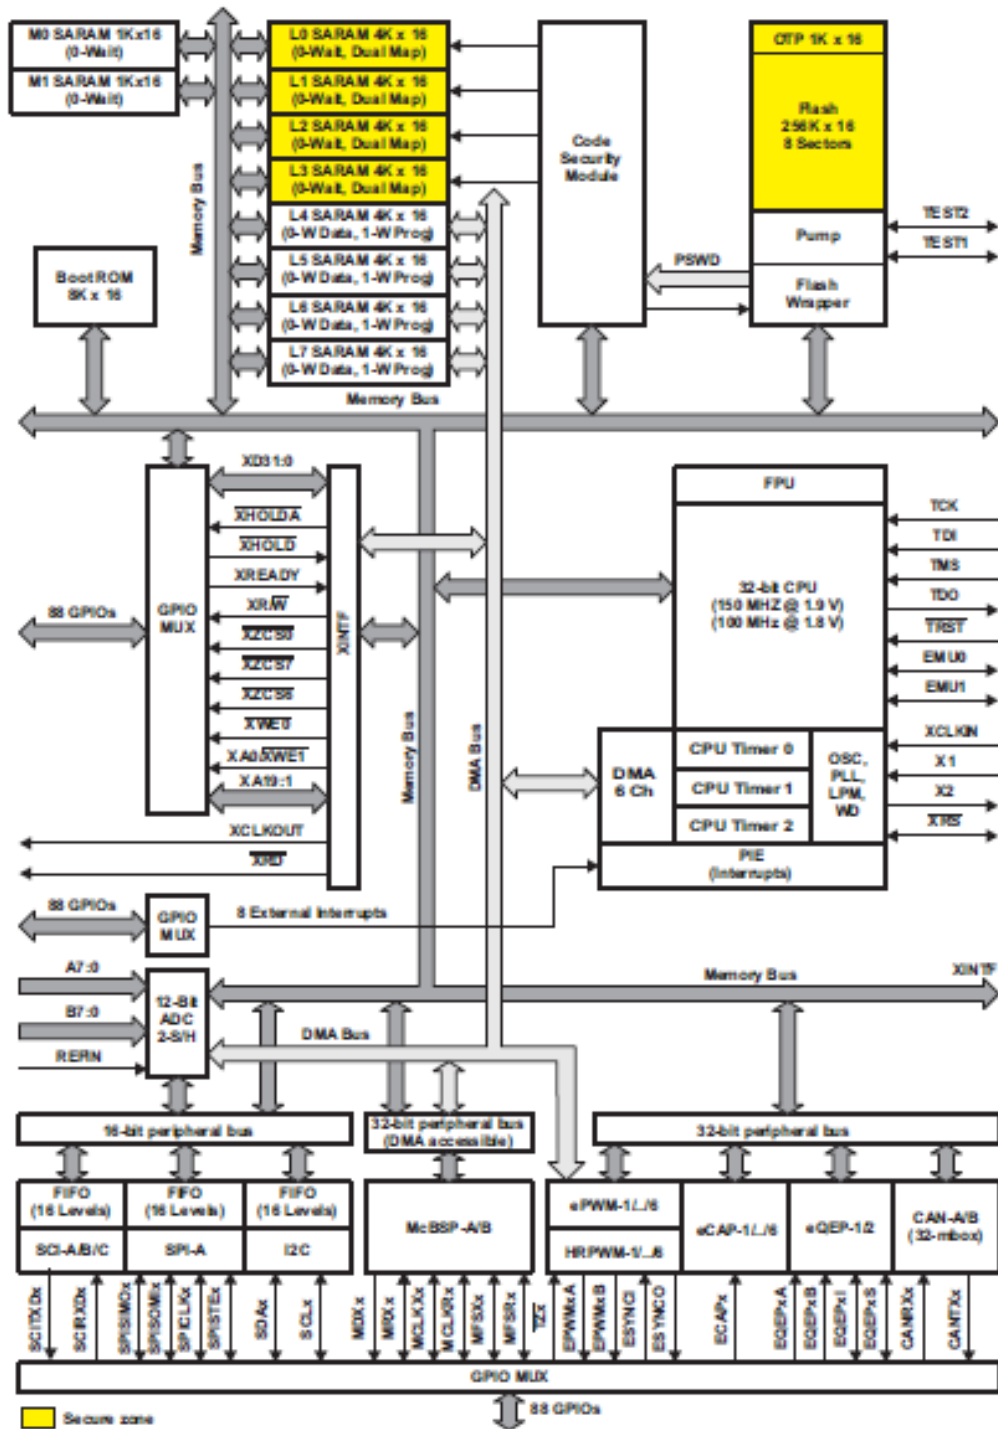 M0 SARAM 1Kx16
(0-Wait)
M1 SARAM 1Kx16
(0-Wait)
L0 SARAM 4K x 16
(0-Wait, Dual Map)
L1 SARAM 4K x 16
(0-Wait, Dual Map)
L2 SARAM 4K x 16
(0-Wait, Dual Map)
L3 SARAM 4K x 16
(0-Wait, Dual Map)
L4 SARAM 4K x 16
(0-W Data, 1-W Prog)
L5 SARAM 4K x 16
(0-W Data, 1-W Prog)
L6 SARAM 4K x 16
(0-W Data, 1-W Prog)
L7 SARAM 4K x 16
(0-W Data, 1-W Prog)
Memory Bus
Boot ROM
8K x 16
Code
Security
Module
OTP 1K x 16
Flash
256K x 16
8 Sectors
Pump
Flash
Wrapper
TEST2
TEST1
PSWD
Memory Bus
XD31:0
XHOLDA
XHOLD
XREADY
XR/W
XZCS0
XZCS7
XZCS6
XWE0
XA0/XWE1
XA19:1
XCLKOUT
XRD
88 GPIOs
GPIO
MUX
XINTF
Memory Bus
DMA Bus
FPU
32-bit CPU
(150 MHZ @ 1.9 V)
(100 MHz @ 1.8 V)
TCK
TDI
TMS
TDO
TRST
EMU0
EMU1
XCLKIN
X1
X2
XRS
DMA
6 Ch
CPU Timer 0
CPU Timer 1
CPU Timer 2
OSC,
PLL,
LPM,
WD
PIE
(Interrupts)
88 GPIOs
GPIO
MUX
8 External Interrupts
A7:0
B7:0
REFIN
12-Bit
ADC
2-S/H
Memory Bus
XINTF
DMA Bus
16-bit peripheral bus
32-bit peripheral bus
(DMA accessible)
32-bit peripheral bus
FIFO
(16 Levels)
FIFO
(16 Levels)
FIFO
(16 Levels)
SCI-A/B/C
SPI-A
I2C
McBSP-A/B
ePWM-1/../6
HRPWM-1/../6
eCAP-1/../6
eQEP-1/2
CAN-A/B
(32-mbox)
SCITXDx
SCIRXDx
SPISIMOx
SPISOMIx
SPICLKx
SPISTEx
SDAx
SCLx
MDXx
MRDXx
MCLKXx
MCLKRx
MFSXx
MFSRx
TZx
EPWMxA
EPWMxB
ESYNCI
ESYNCO
ECAPx
EQEPxA
EQEPxB
EQEPxI
EQEPxS
CANRXx
CANTXx
GPIO MUX
Secure zone
88 GPIOs